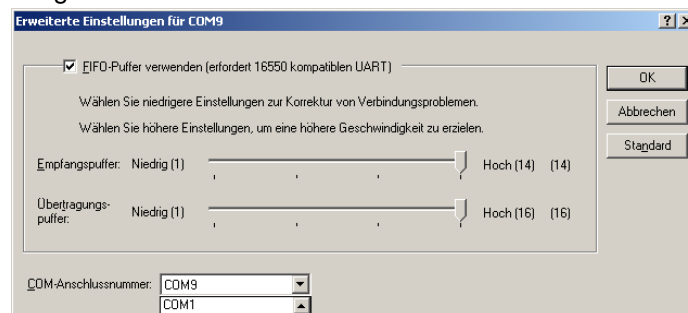 Erweiterte Einstellungen für COM9
FIFO-Puffer verwenden (erfordert 16550 kompatiblen UART)
OK
Wählen Sie niedrigere Einstellungen zur Korrektur von Verbindungsproblemen.
Abbrechen
Wählen Sie höhere Einstellungen, um eine höhere Geschwindigkeit zu erzielen.
Standard
Empfangspuffer: Niedrig (1) Hoch (14) (14)
Übertragungs-
puffer: Niedrig (1) Hoch (16) (16)
COM-Anschlussnummer: COM9
COM1